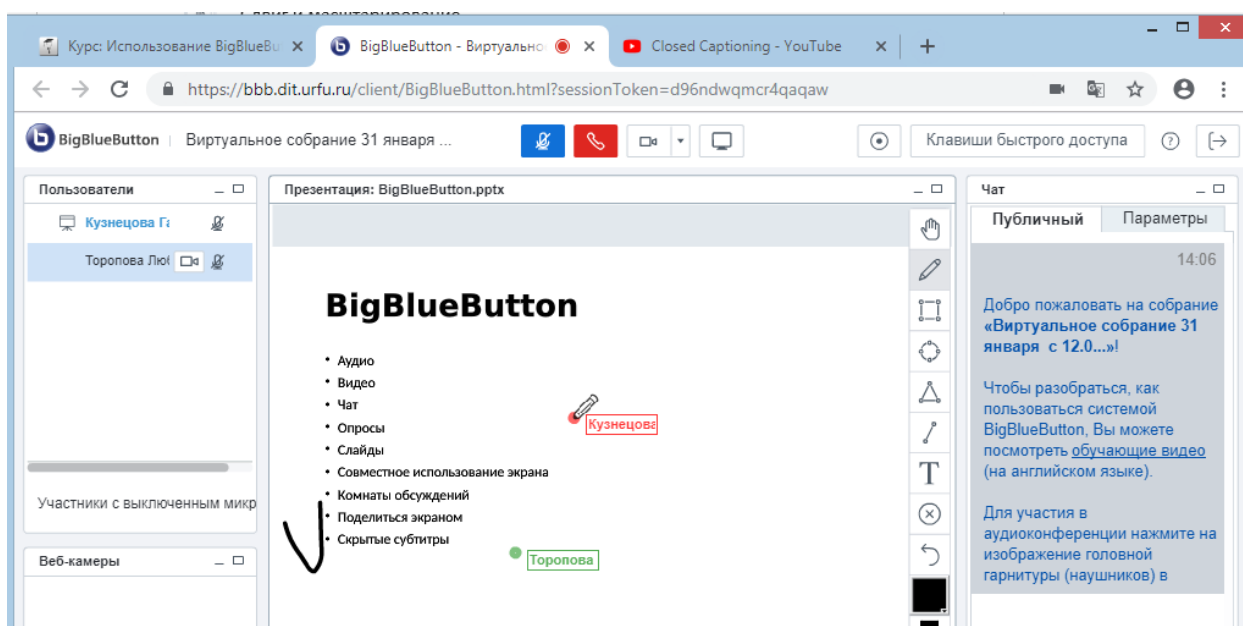 Курс: Использование BigBlueBu
BigBlueButton - Виртуально
Closed Captioning - YouTube
https://bbb.dit.urfu.ru/client/BigBlueButton.html?sessionToken=d96ndwqmcr4qaqaw
BigBlueButton
Виртуальное собрание 31 января ...
Клавиши быстрого доступа
Пользователи
Кузнецова Га
Торопова Люб
Участники с выключенным микр
Веб-камеры
Презентация: BigBlueButton.pptx
BigBlueButton
• Аудио
• Видео
• Чат
• Опросы
• Слайды
• Совместное использование экрана
• Комнаты обсуждений
• Поделиться экраном
• Скрытые субтитры
Кузнецова
Торопова
T
Чат
Публичный
Параметры
14:06
Добро пожаловать на собрание
«Виртуальное собрание 31
января с 12.0...»!
Чтобы разобраться, как
пользоваться системой
BigBlueButton, Вы можете
посмотреть обучающие видео
(на английском языке).
Для участия в
аудиоконференции нажмите на
изображение головной
гарнитуры (наушников) в